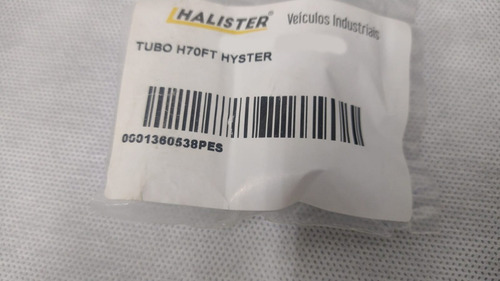 HALISTER Veículos Industriais
TUBO H70FT HYSTER
0001360538PES